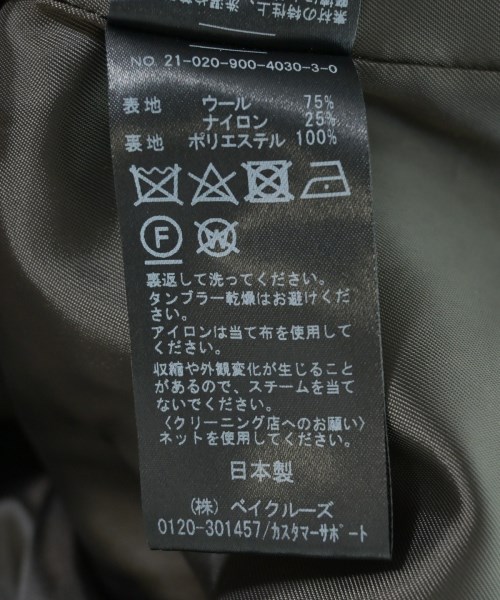 素材の特性上
NO 21-020-900-4030-3-0
表地 ウール 75%
ナイロン 25%
裏地 ポリエステル 100%
F W
裏返して洗ってください。
タンブラー乾燥はお避けくだ
さい。
アイロンは当て布を使用して
ください。
収縮や外観変化が生じること
があるので、スチームを当て
ないでください。
〈クリーニング店へのお願い〉
ネットを使用してください。
日本製
(株) ベイクルーズ
0120-301457/カスタマーサポート